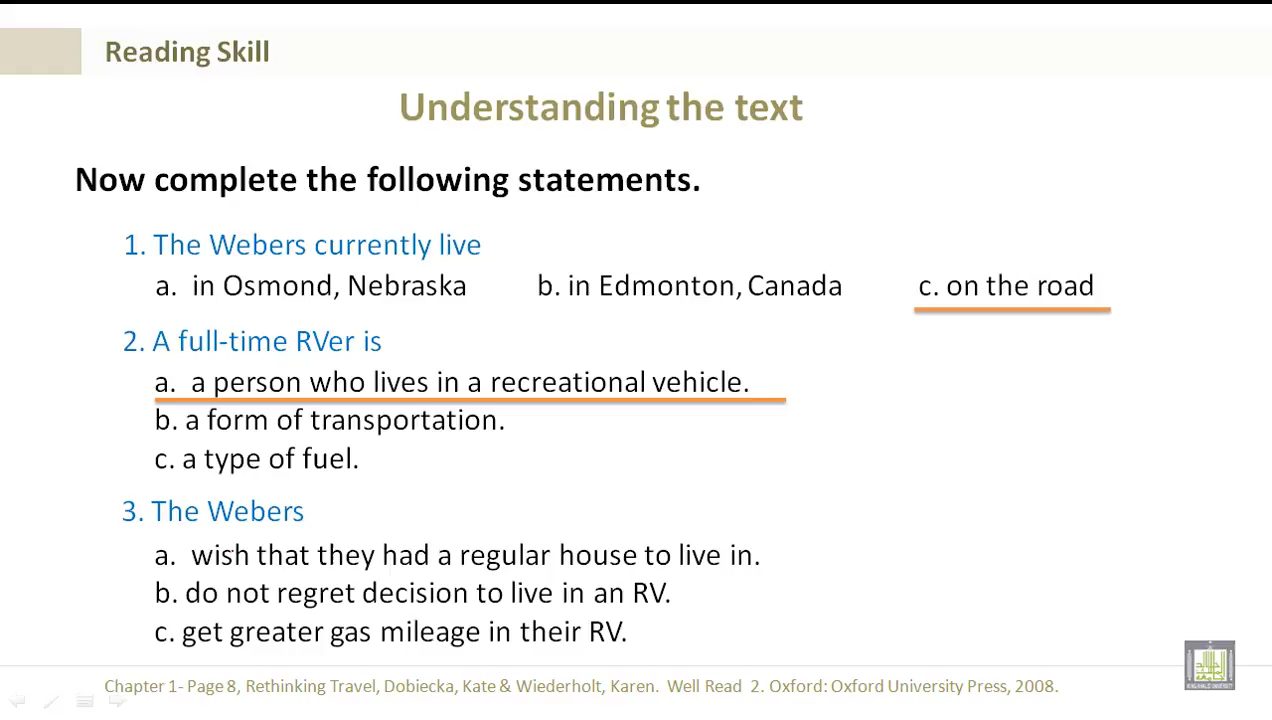 Reading Skill
Understanding the text
Now complete the following statements.
1. The Webers currently live
a. in Osmond, Nebraska b. in Edmonton, Canada c. on the road
2. A full-time RVer is
a. a person who lives in a recreational vehicle.
b. a form of transportation.
c. a type of fuel.
3. The Webers
a. wish that they had a regular house to live in.
b. do not regret decision to live in an RV.
c. get greater gas mileage in their RV.
Chapter 1- Page 8, Rethinking Travel, Dobiecka, Kate & Wiederholt, Karen. Well Read 2. Oxford: Oxford University Press, 2008.